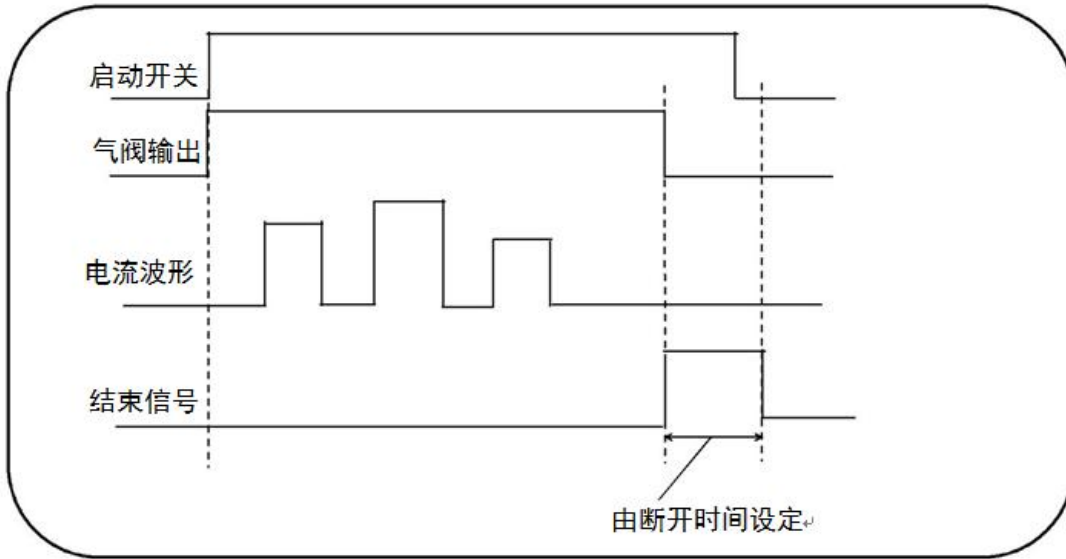 启动开关
气阀输出
电流波形
结束信号
由断开时间设定↵